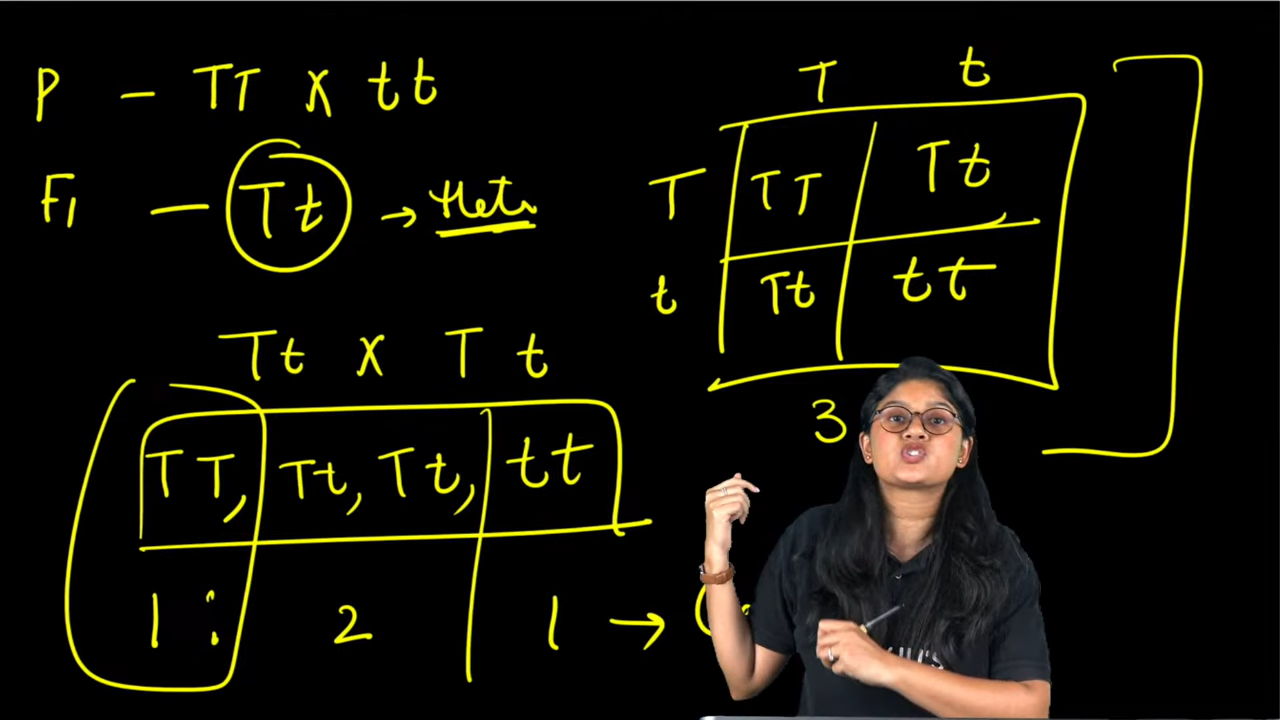 P - TT x tt
F1 - Tt → Hete
Tt x T t
TT, Tt, Tt, tt
1 : 2 1 →
T t
T TT Tt
t Tt tt
3